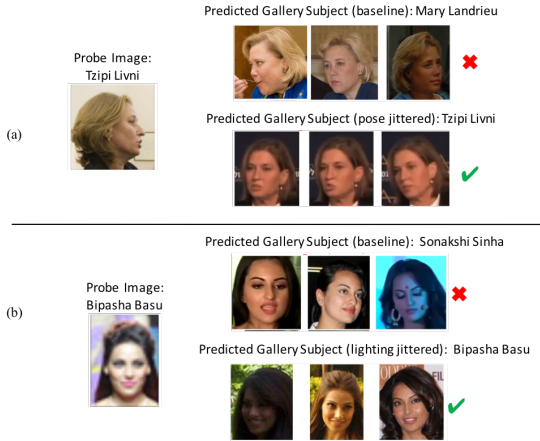 Predicted Gallery Subject (baseline): Mary Landrieu
Probe Image:
Tzipi Livni
(a)
Predicted Gallery Subject (pose jittered): Tzipi Livni
Predicted Gallery Subject (baseline): Sonakshi Sinha
Probe Image:
Bipasha Basu
(b)
Predicted Gallery Subject (lighting jittered): Bipasha Basu
FIL